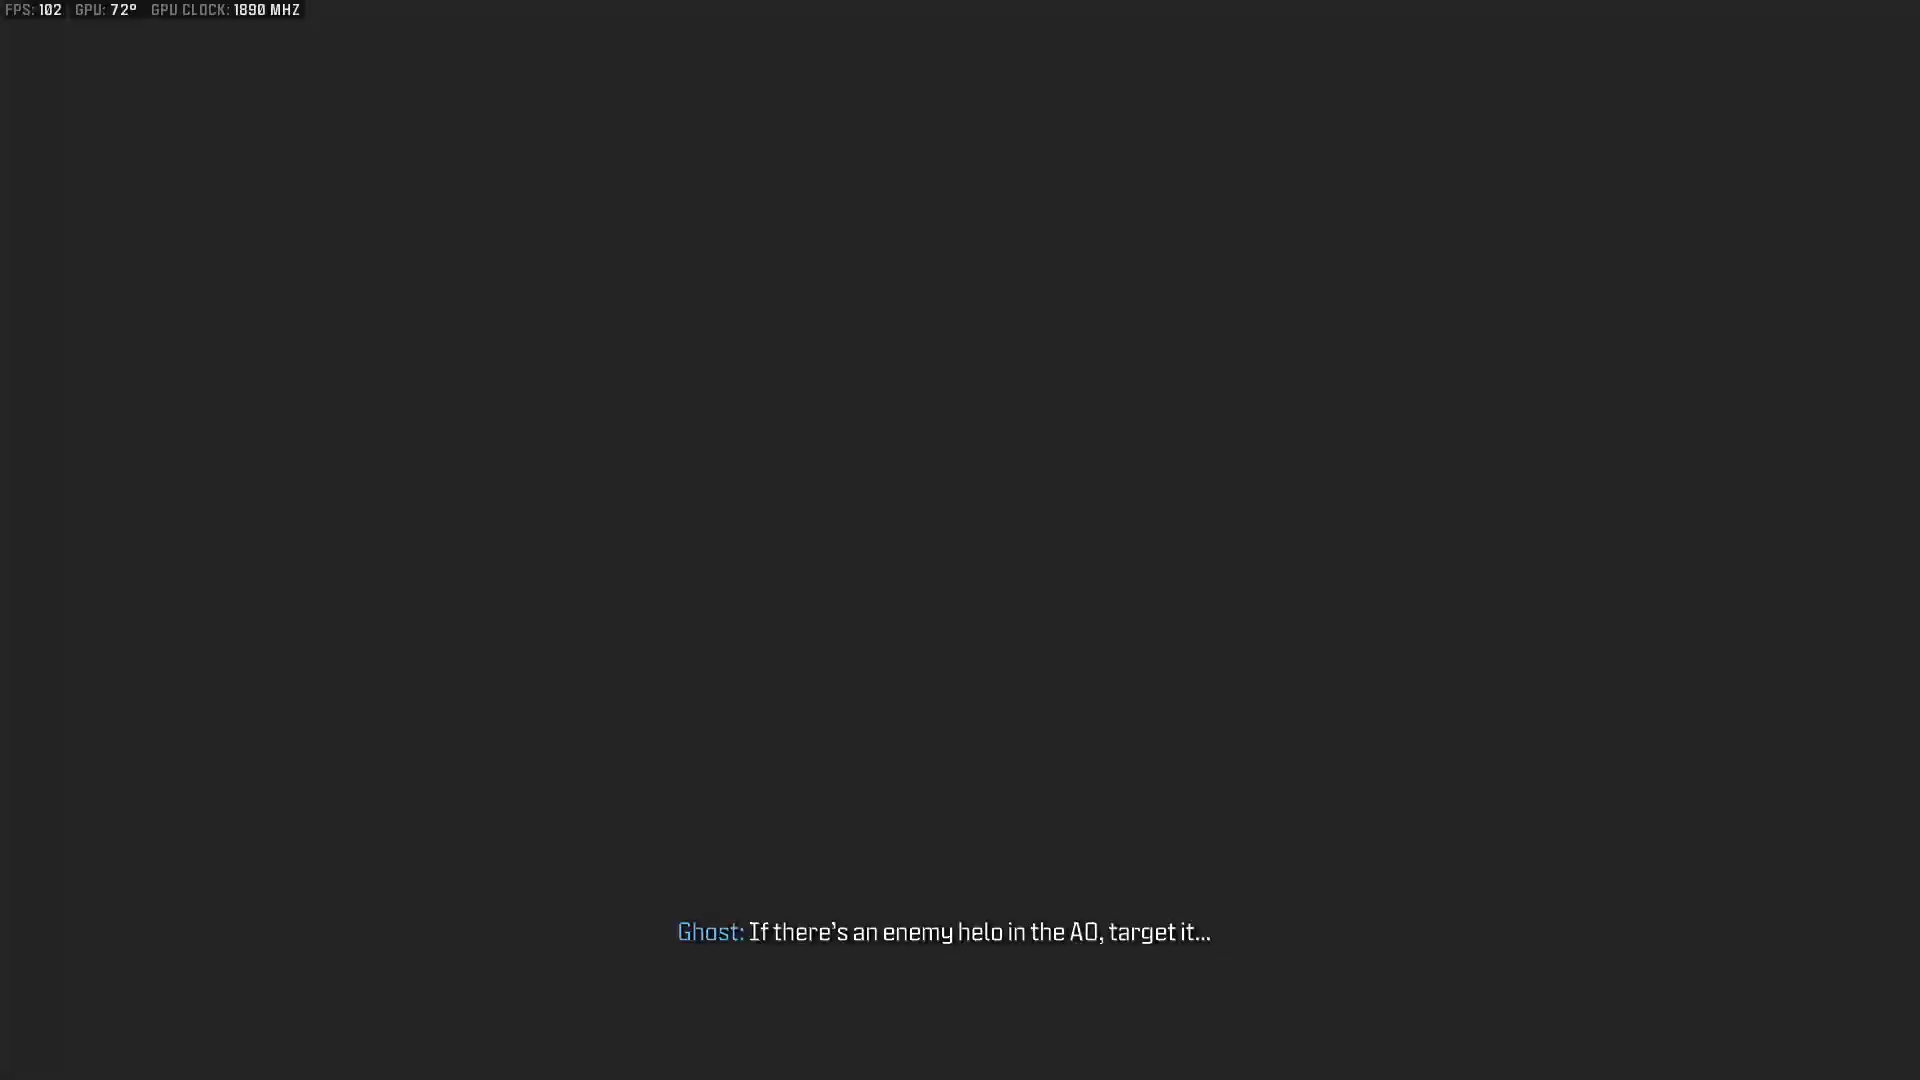 FPS: 102 GPU: 72° GPU CLOCK: 1890 MHZ
Ghost: If there's an enemy helo in the AO, target it...